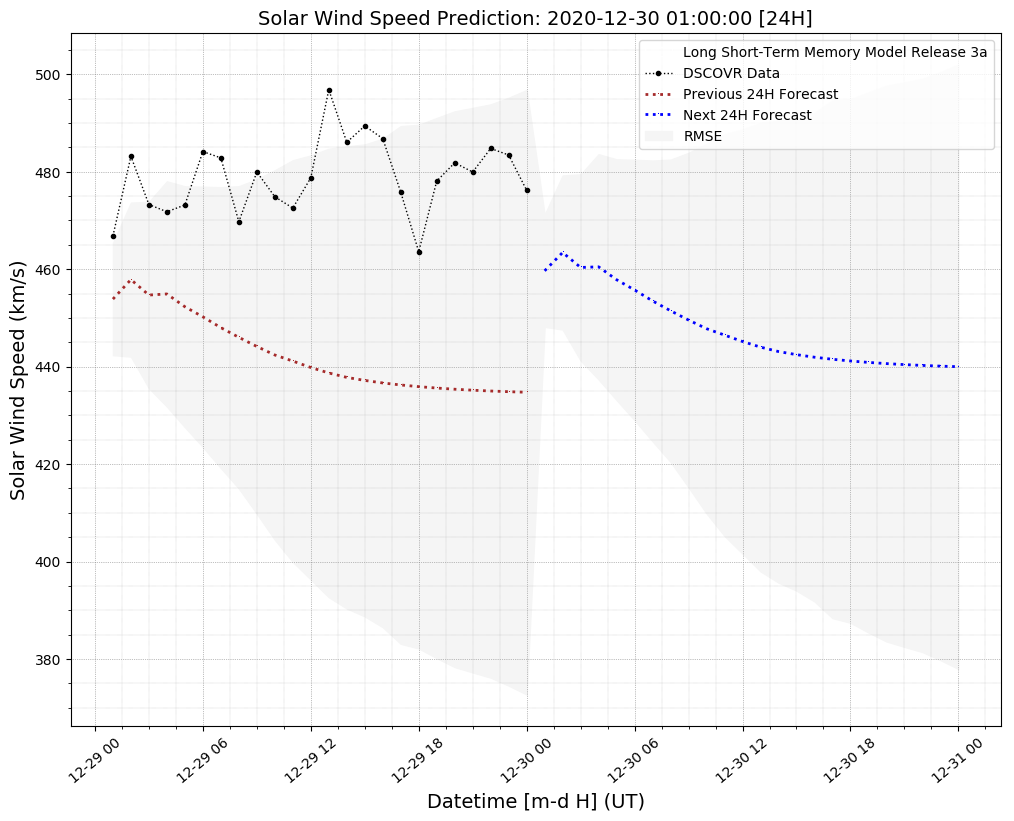 Solar Wind Speed Prediction: 2020-12-30 01:00:00 [24H]
Long Short-Term Memory Model Release 3a
DSCOVR Data
Previous 24H Forecast
Next 24H Forecast
RMSE
Solar Wind Speed (km/s)
500
480
460
440
420
400
380
12-29 00
12-29 06
12-29 12
12-29 18
12-30 00
12-30 06
12-30 12
12-30 18
12-31 00
Datetime [m-d H] (UT)